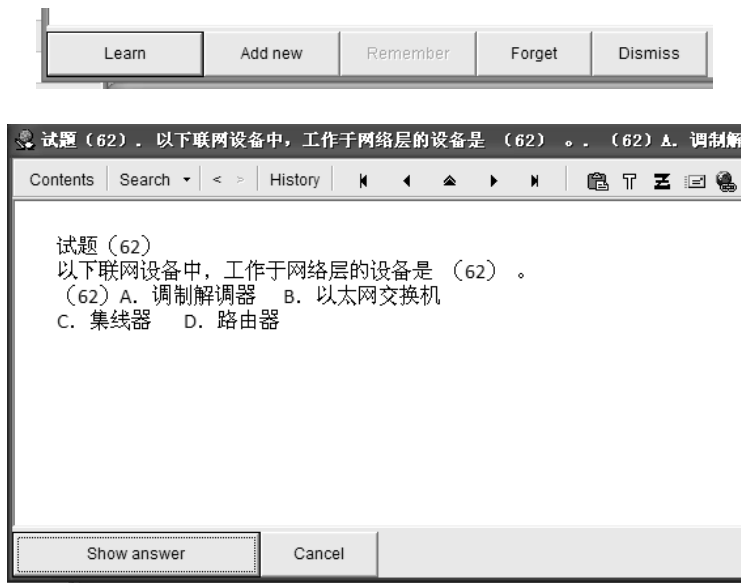 Learn Add new Remember Forget Dismiss
试题（62）. 以下联网设备中，工作于网络层的设备是 （62） 。. （62）A. 调制解
Contents Search < > History
试题（62）
以下联网设备中，工作于网络层的设备是 （62） 。
（62）A. 调制解调器 B. 以太网交换机
C. 集线器 D. 路由器
Show answer Cancel